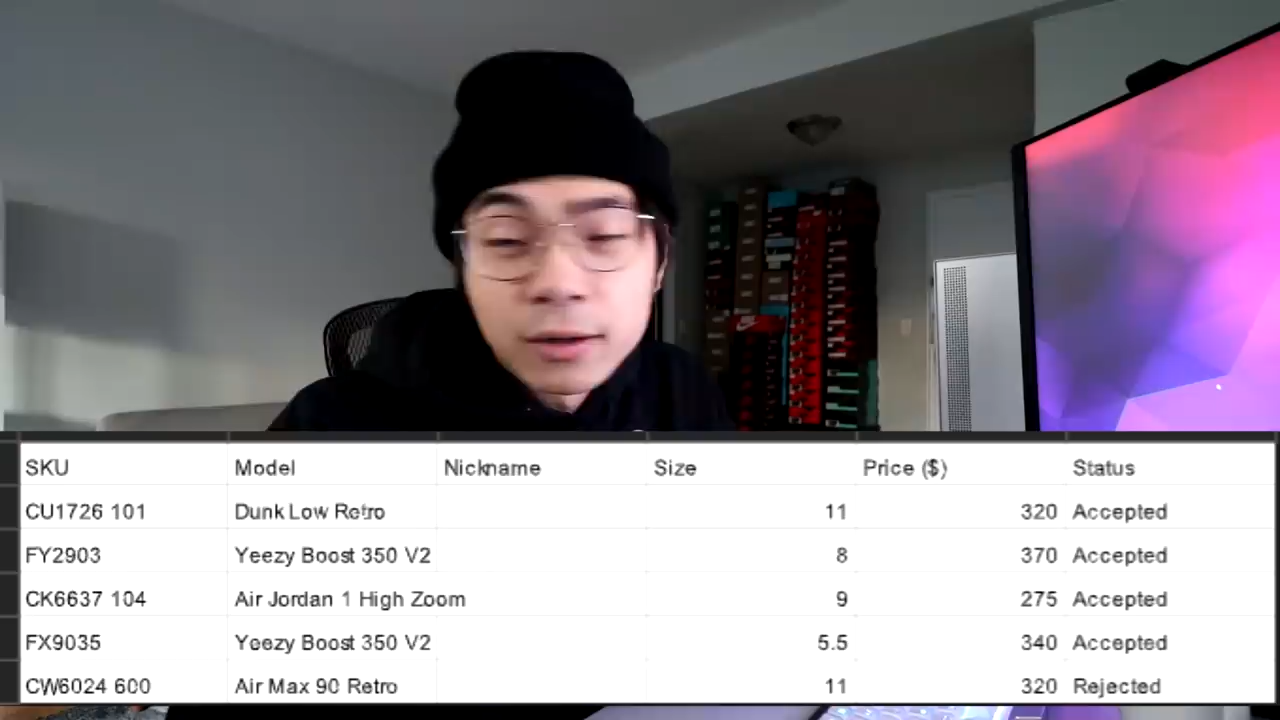 SKU Model Nickname Size Price ($) Status
CU1726 101 Dunk Low Retro 11 320 Accepted
FY2903 Yeezy Boost 350 V2 8 370 Accepted
CK6637 104 Air Jordan 1 High Zoom 9 275 Accepted
FX9035 Yeezy Boost 350 V2 5.5 340 Accepted
CW6024 600 Air Max 90 Retro 11 320 Rejected